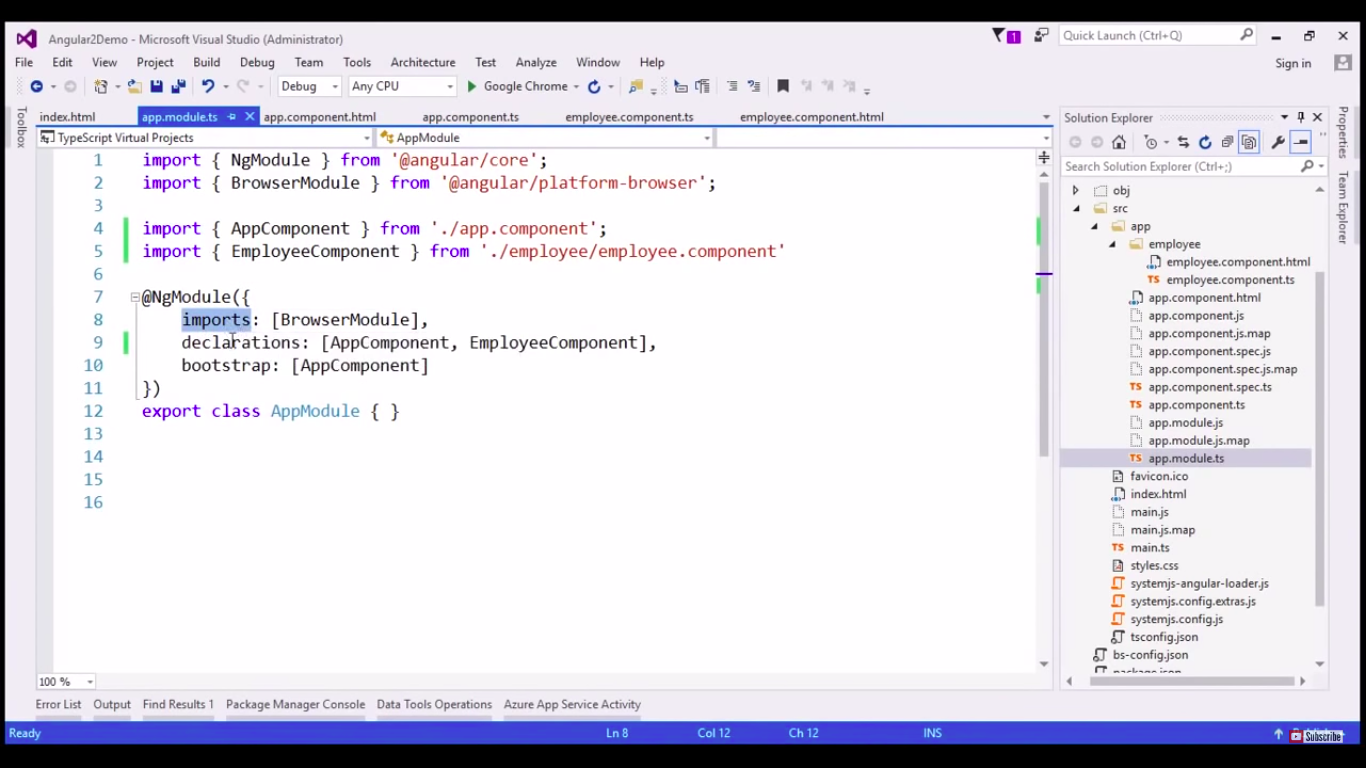 Angular2Demo - Microsoft Visual Studio (Administrator)
1
Quick Launch (Ctrl+Q)
File Edit View Project Build Debug Team Tools Architecture Test Analyze Window Help
Sign in
Debug Any CPU Google Chrome
Toolbox
index.html app.module.ts app.component.html app.component.ts employee.component.ts employee.component.html
TypeScript Virtual Projects AppModule
1 import { NgModule } from '@angular/core';
2 import { BrowserModule } from '@angular/platform-browser';
3
4 import { AppComponent } from './app.component';
5 import { EmployeeComponent } from './employee/employee.component'
6
7 @NgModule({
8 imports: [BrowserModule],
9 declarations: [AppComponent, EmployeeComponent],
10 bootstrap: [AppComponent]
11 })
12 export class AppModule { }
13
14
15
16
100 %
Solution Explorer
Search Solution Explorer (Ctrl+;)
obj
src
app
employee
employee.component.html
TS employee.component.ts
app.component.html
app.component.js
app.component.js.map
app.component.spec.js
app.component.spec.js.map
TS app.component.spec.ts
TS app.component.ts
app.module.js
app.module.js.map
TS app.module.ts
favicon.ico
index.html
main.js
main.js.map
TS main.ts
styles.css
systemjs-angular-loader.js
systemjs.config.extras.js
systemjs.config.js
tsconfig.json
bs-config.json
package.json
Properties
Team Explorer
Error List Output Find Results 1 Package Manager Console Data Tools Operations Azure App Service Activity
Ready Ln 8 Col 12 Ch 12 INS
Subscribe